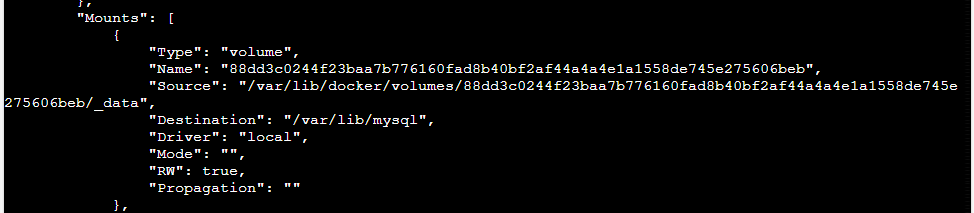 },
"Mounts": [
{
"Type": "volume",
"Name": "88dd3c0244f23baa7b776160fad8b40bf2af44a4a4e1a1558de745e275606beb",
"Source": "/var/lib/docker/volumes/88dd3c0244f23baa7b776160fad8b40bf2af44a4a4e1a1558de745e
275606beb/_data",
"Destination": "/var/lib/mysql",
"Driver": "local",
"Mode": "",
"RW": true,
"Propagation": ""
},